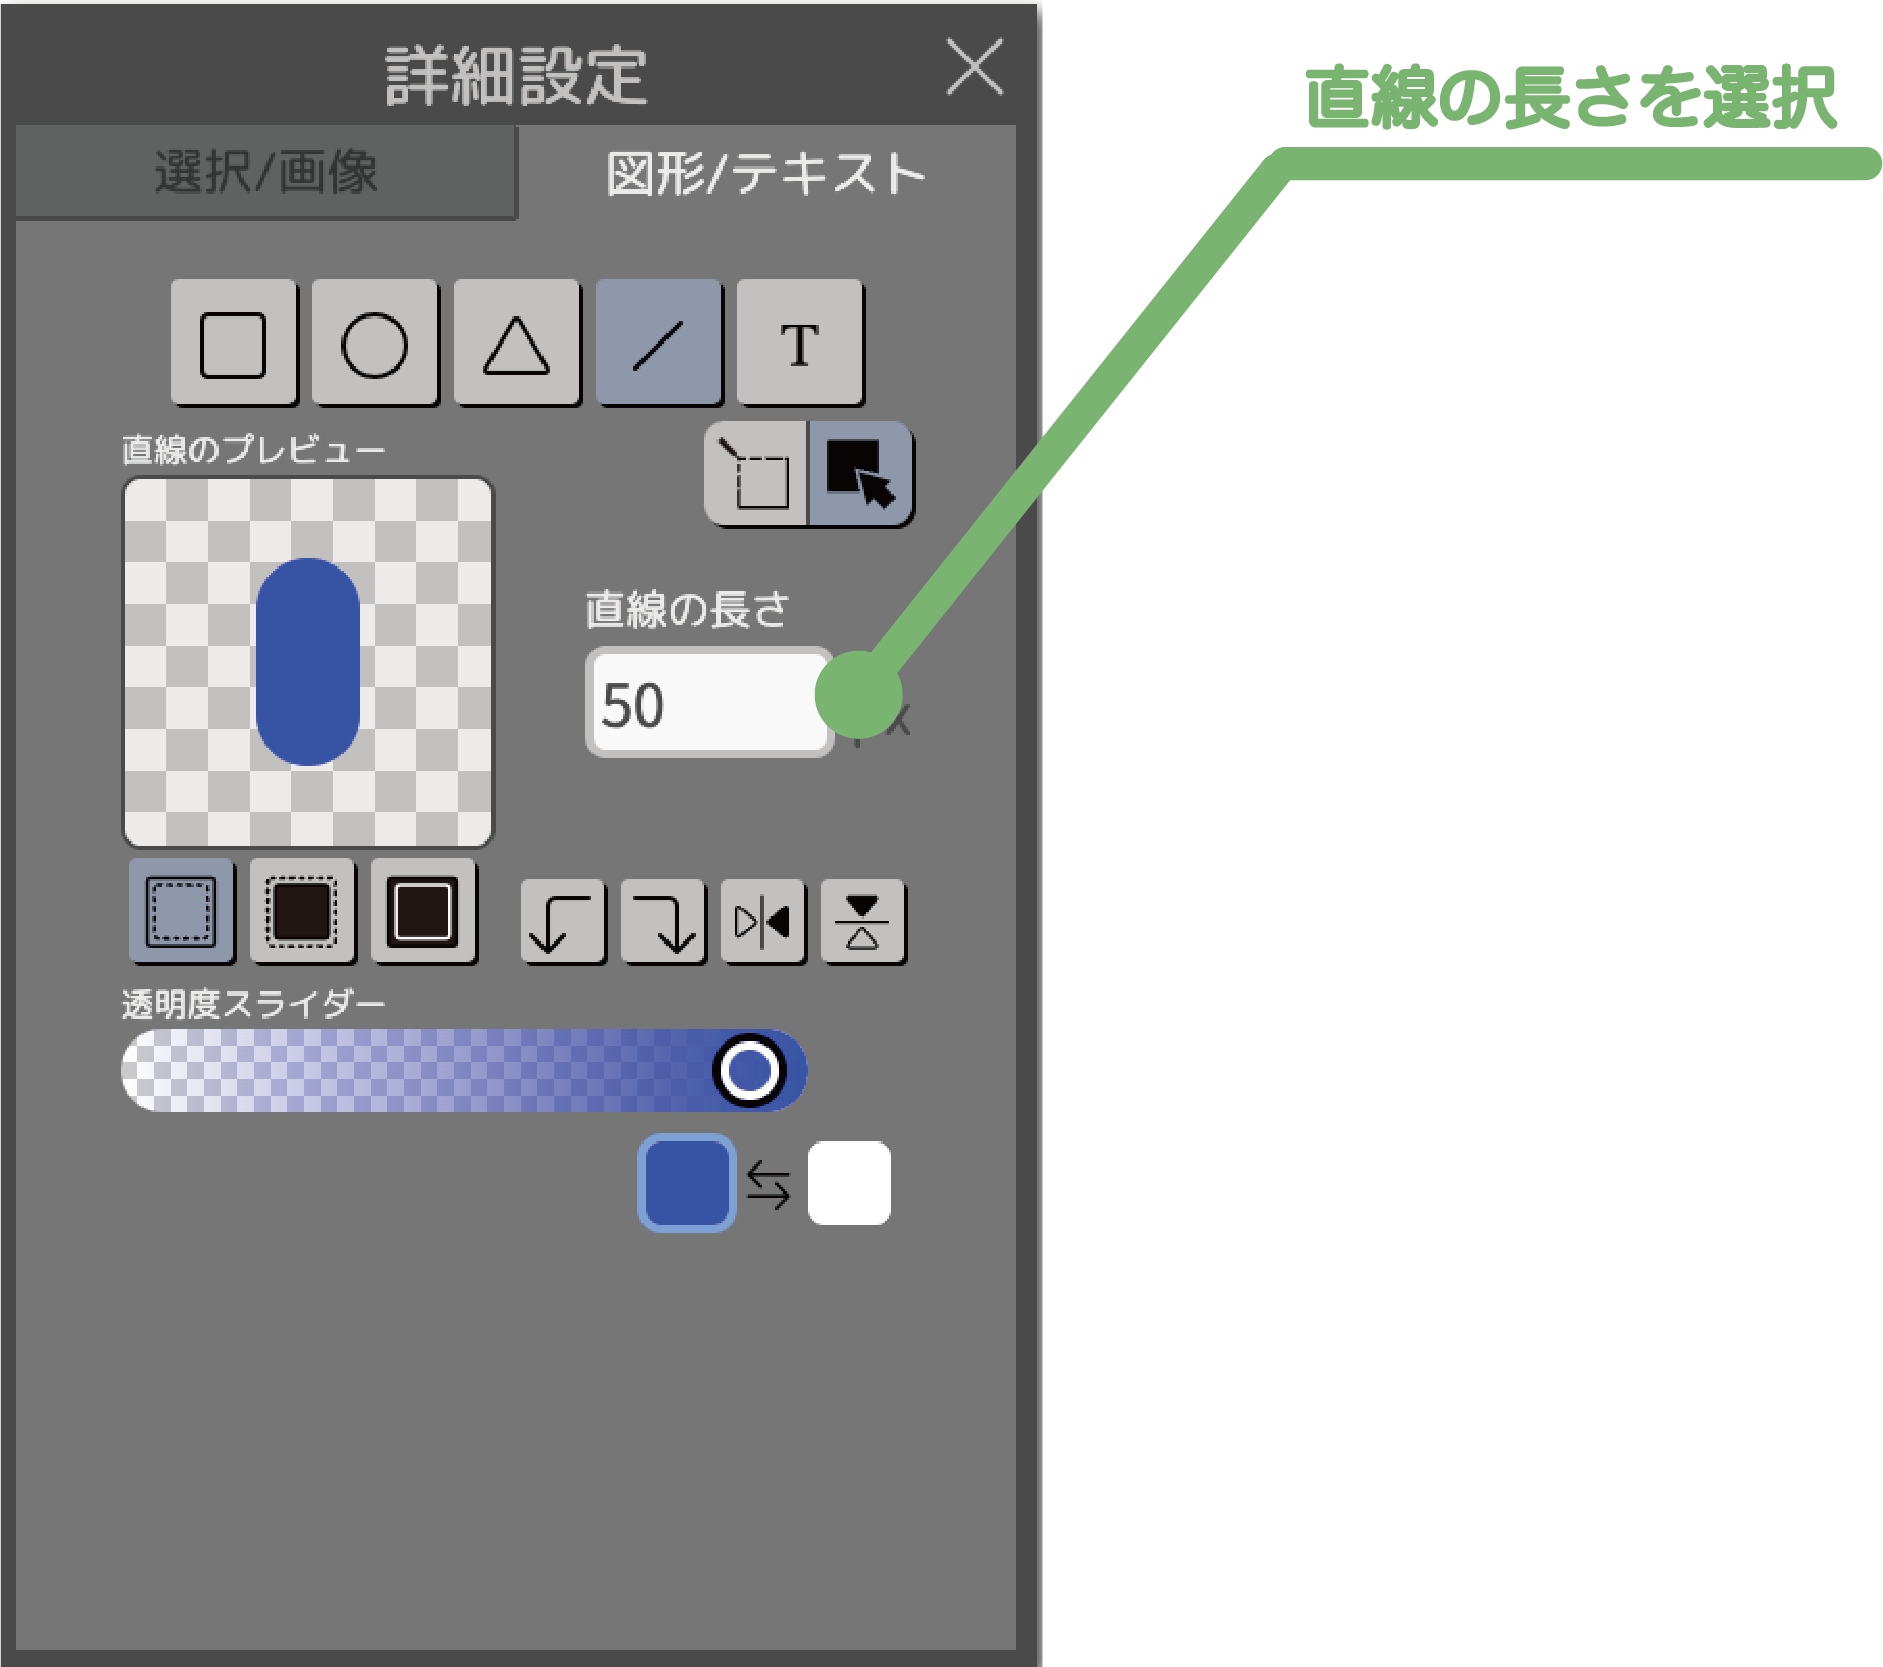 詳細設定
直線の長さを選択
選択/画像
図形/テキスト
T
直線のプレビュー
直線の長さ
50
透明度スライダー